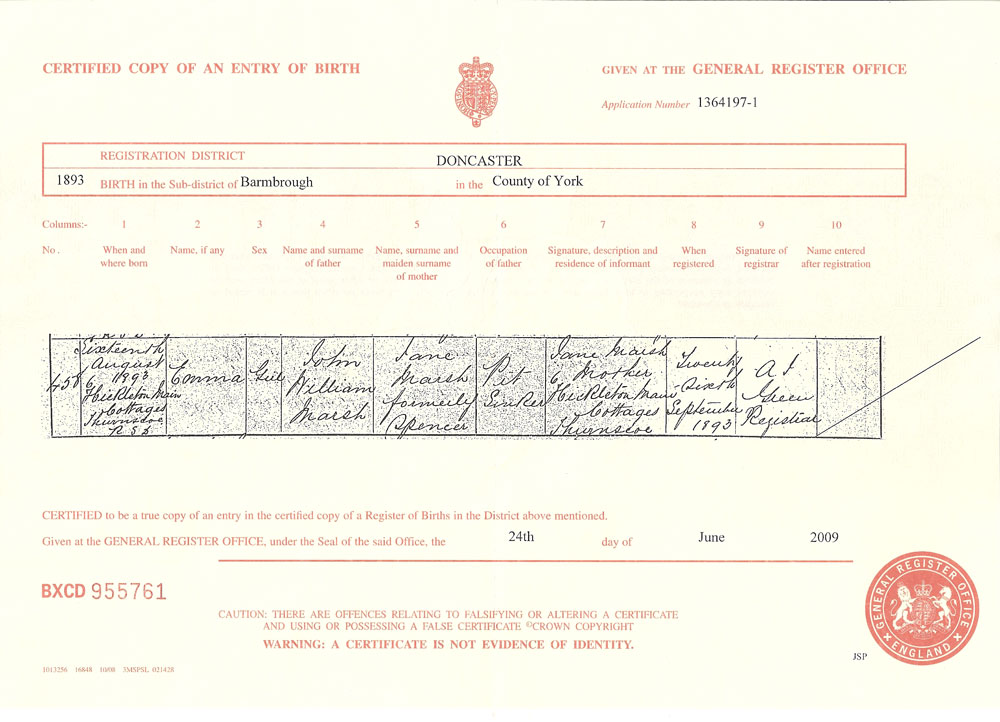 CERTIFIED COPY OF AN ENTRY OF BIRTH
GIVEN AT THE GENERAL REGISTER OFFICE
Application Number 1364197-1
REGISTRATION DISTRICT DONCASTER
1893 BIRTH in the Sub-district of Barmbrough in the County of York
Columns:- 1 2 3 4 5 6 7 8 9 10
No. When and where born
Name, if any
Sex
Name and surname of father
Name, surname and maiden surname of mother
Occupation of father
Signature, description and residence of informant
When registered
Signature of registrar
Name entered after registration
458
Sixteenth
August
1893
6
Hickleton Main
Cottages
Thurnscoe
R S D
Emma
Girl
John
William
Marsh
Jane
Marsh
formerly
Spencer
Pit
Sinker
Jane Marsh
Mother
6, Hickleton Main
Cottages
Thurnscoe
Twenty
Sixth
September
1893
Green
Registrar
CERTIFIED to be a true copy of an entry in the certified copy of a Register of Births in the District above mentioned.
Given at the GENERAL REGISTER OFFICE, under the Seal of the said Office, the 24th day of June 2009
BXCD 955761
CAUTION: THERE ARE OFFENCES RELATING TO FALSIFYING OR ALTERING A CERTIFICATE
AND USING OR POSSESSING A FALSE CERTIFICATE ©CROWN COPYRIGHT
WARNING: A CERTIFICATE IS NOT EVIDENCE OF IDENTITY.
GENERAL REGISTER OFFICE
ENGLAND
JSP
1013256 16848 10/08 3MSPSL 021428